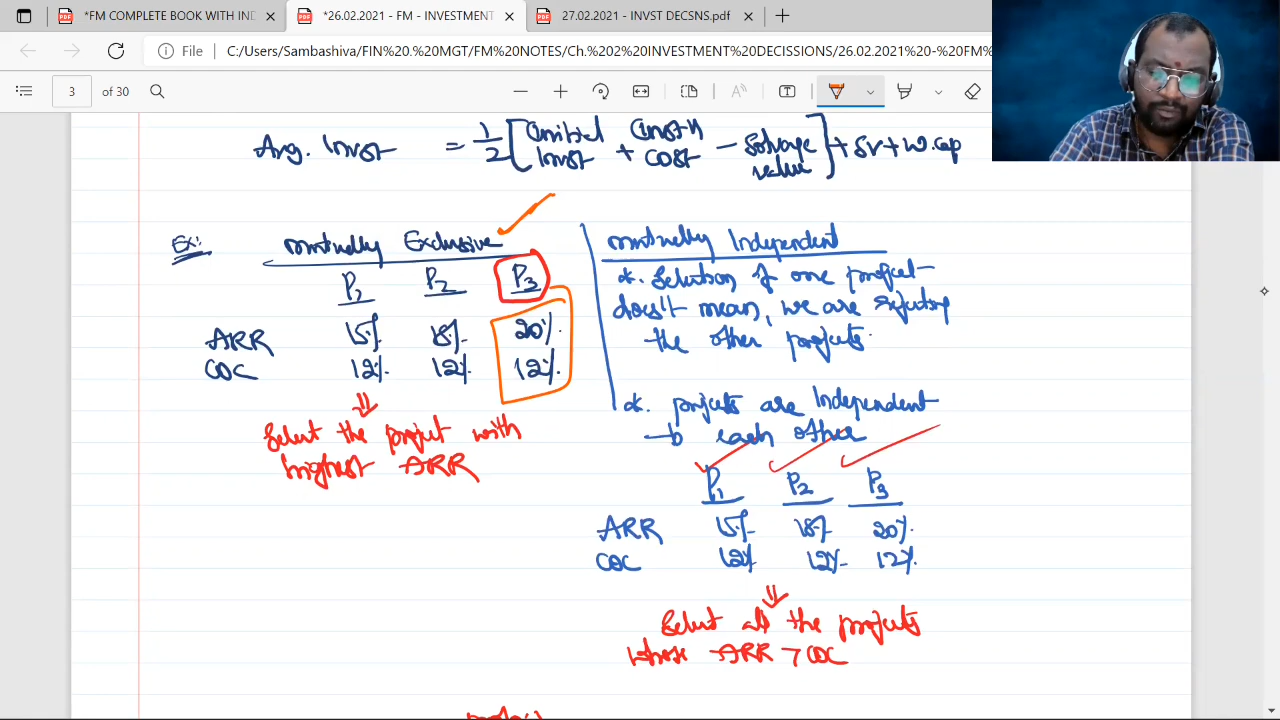 *FM COMPLETE BOOK WITH IND
*26.02.2021 - FM - INVESTMENT
27.02.2021 - INVST DECSNS.pdf
File
C:/Users/Sambashiva/FIN%20.%20MGT/FM%20NOTES/Ch.%202%20INVESTMENT%20DECISSIONS/26.02.2021%20-%20FM%
3 of 30
Avg. Invst = 1/2 [Initial Invst + Constn Cost - Salvage value] + SV + W.Cap
Ex:
Mutually Exclusive
P1 P2 P3
ARR 15% 18% 20%
COC 12% 12% 12%
⇓
Select the project with
highest ARR
Mutually Independent
*. Selution of one project
doesn't mean, we are rejecting
the other projects.
*. projects are Independent
to each other
P1 P2 P3
ARR 15% 18% 20%
COC 12% 12% 12%
⇓
Select all the projects
whose ARR > COC